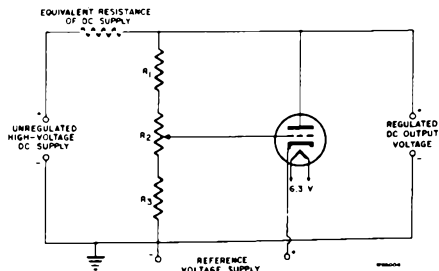 EQUIVALENT RESISTANCE
OF DC SUPPLY
R1
R2
R3
+
UNREGULATED
HIGH-VOLTAGE
DC SUPPLY
-
6.3 V
+
REGULATED
DC OUTPUT
VOLTAGE
-
- REFERENCE +
VOLTAGE SUPPLY